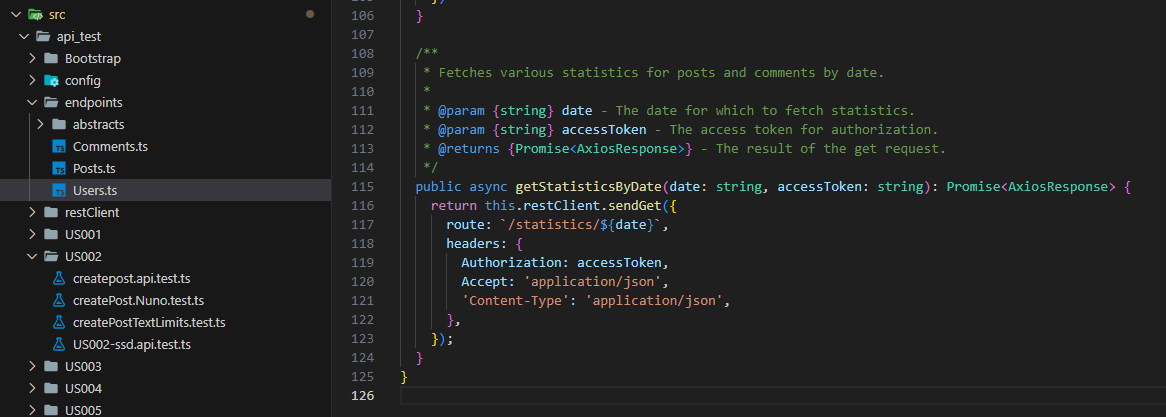 src
api_test
Bootstrap
config
endpoints
abstracts
TS Comments.ts
TS Posts.ts
TS Users.ts
restClient
US001
US002
createpost.api.test.ts
createPost.Nuno.test.ts
createPostTextLimits.test.ts
US002-ssd.api.test.ts
US003
US004
US005
106 }
107
108 /**
109 * Fetches various statistics for posts and comments by date.
110 *
111 * @param {string} date - The date for which to fetch statistics.
112 * @param {string} accessToken - The access token for authorization.
113 * @returns {Promise<AxiosResponse>} - The result of the get request.
114 */
115 public async getStatisticsByDate(date: string, accessToken: string): Promise<AxiosResponse> {
116 return this.restClient.sendGet({
117 route: `/statistics/${date}`,
118 headers: {
119 Authorization: accessToken,
120 Accept: 'application/json',
121 'Content-Type': 'application/json',
122 },
123 });
124 }
125 }
126